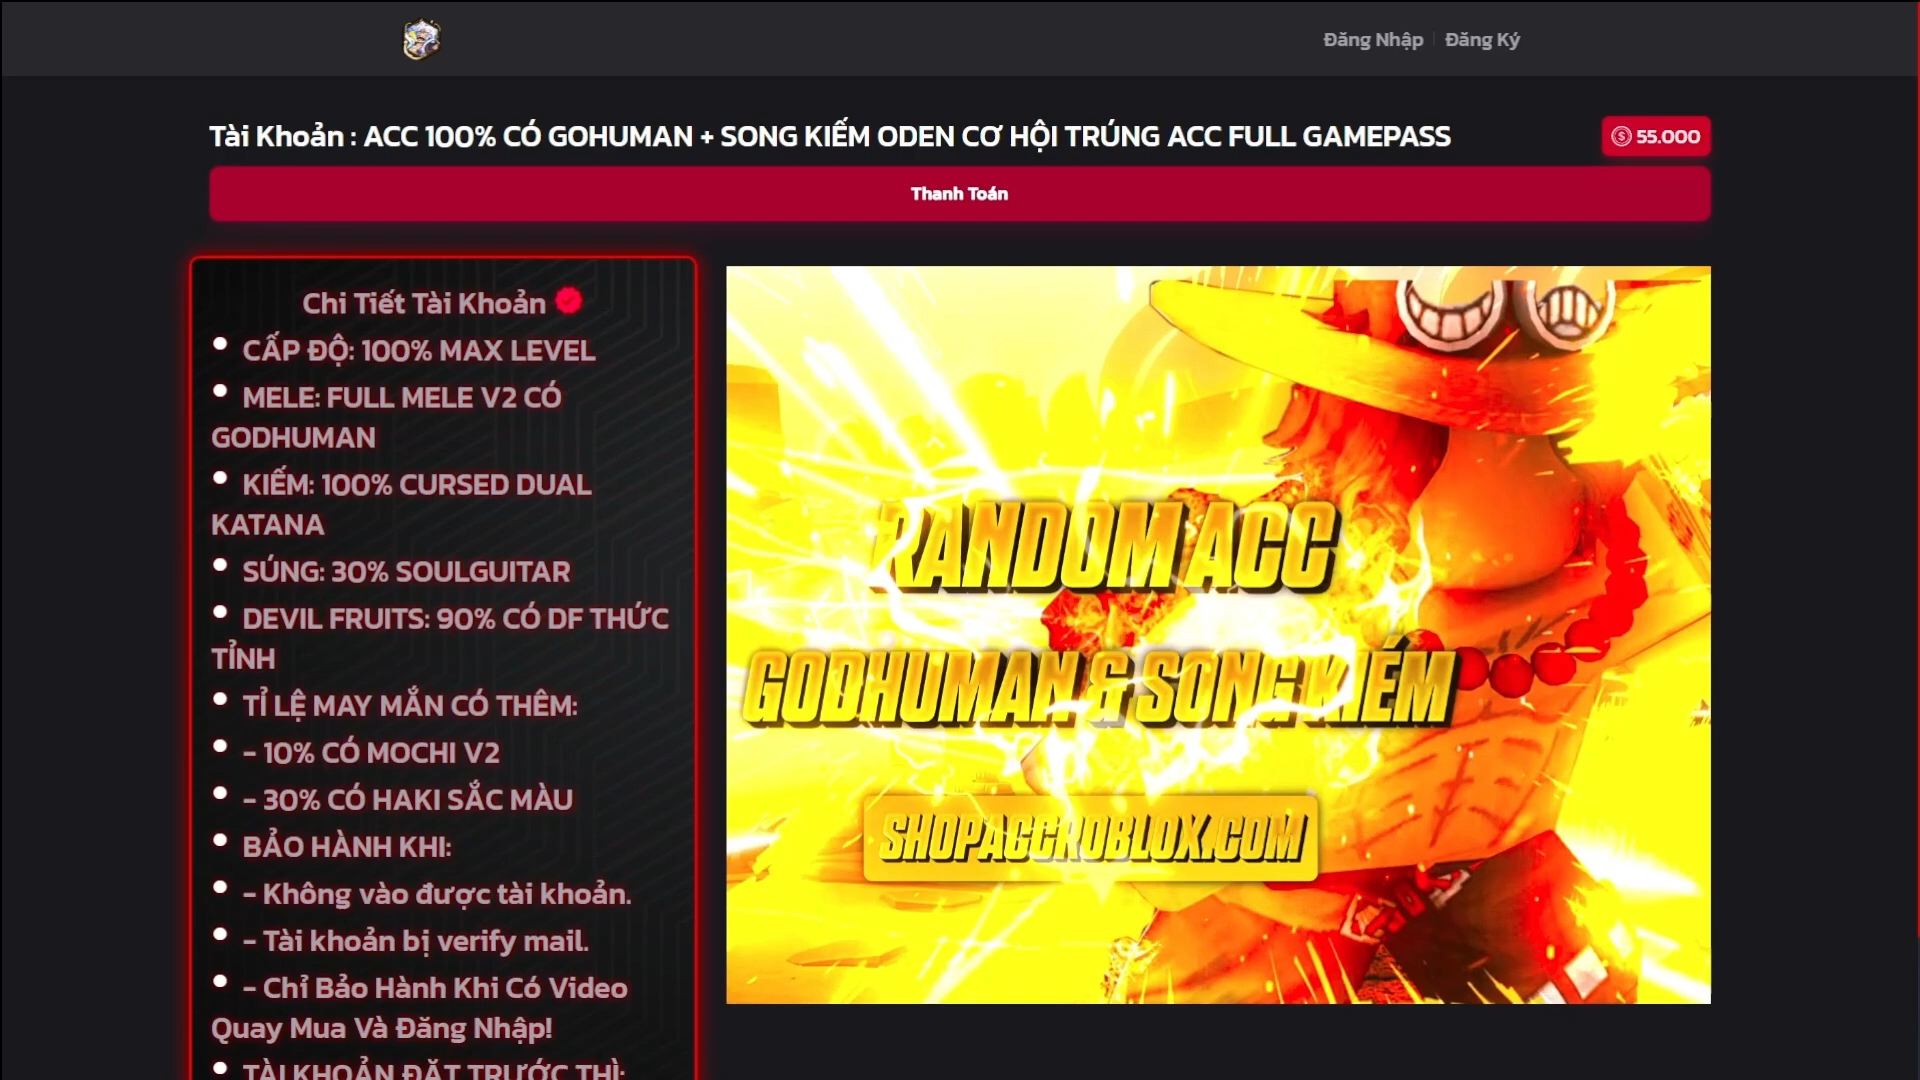 Đăng Nhập
Đăng Ký
Tài Khoản : ACC 100% CÓ GOHUMAN + SONG KIẾM ODEN CƠ HỘI TRÚNG ACC FULL GAMEPASS
55.000
Thanh Toán
Chi Tiết Tài Khoản
CẤP ĐỘ: 100% MAX LEVEL
MELE: FULL MELE V2 CÓ
GODHUMAN
KIẾM: 100% CURSED DUAL
KATANA
SÚNG: 30% SOULGUITAR
DEVIL FRUITS: 90% CÓ DF THỨC
TỈNH
TỈ LỆ MAY MẮN CÓ THÊM:
- 10% CÓ MOCHI V2
- 30% CÓ HAKI SẮC MÀU
BẢO HÀNH KHI:
- Không vào được tài khoản.
- Tài khoản bị verify mail.
- Chỉ Bảo Hành Khi Có Video
Quay Mua Và Đăng Nhập!
TÀI KHOẢN ĐẶT TRƯỚC THÌ:
RANDOM ACC
GODHUMAN & SONG KIẾM
SHOPACCROBLOX.COM